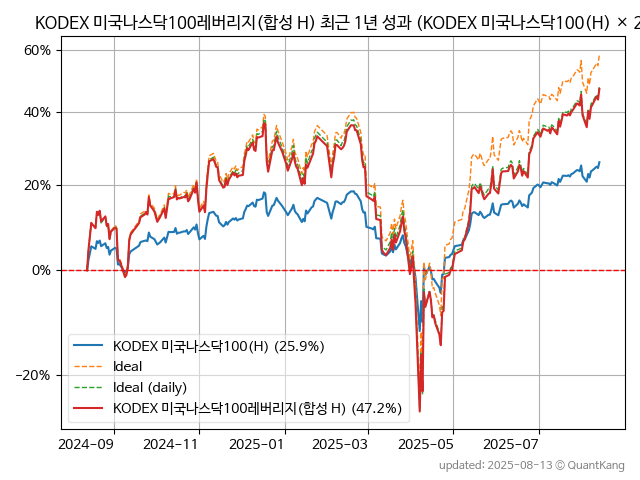 KODEX 미국나스닥100레버리지(합성 H) 최근 1년 성과 (KODEX 미국나스닥100(H) × 2
60%
40%
20%
0%
−20%
KODEX 미국나스닥100(H) (25.9%)
Ideal
Ideal (daily)
KODEX 미국나스닥100레버리지(합성 H) (47.2%)
2024-09 2024-11 2025-01 2025-03 2025-05 2025-07
updated: 2025-08-13 © QuantKang